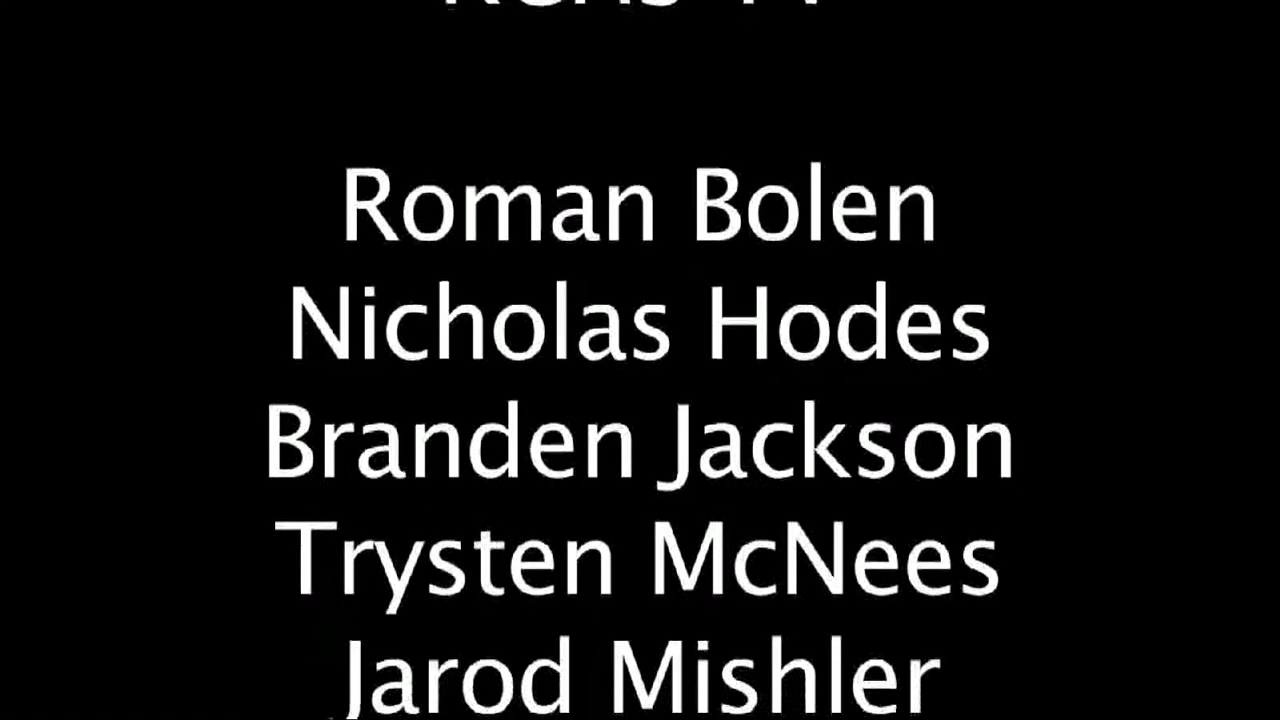 Roman Bolen
Nicholas Hodes
Branden Jackson
Trysten McNees
Jarod Mishler